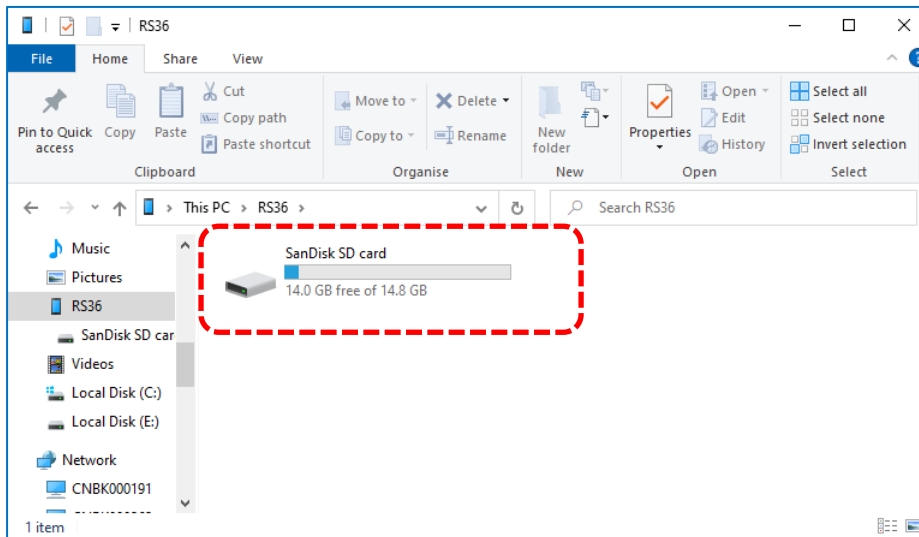 RS36
File Home Share View
Pin to Quick access
Copy
Paste
Cut
Copy path
Paste shortcut
Clipboard
Move to
Copy to
Delete
Rename
Organise
New folder
New
Properties
Open
Edit
History
Open
Select all
Select none
Invert selection
Select
This PC > RS36 >
Search RS36
Music
Pictures
RS36
SanDisk SD car
Videos
Local Disk (C:)
Local Disk (E:)
Network
CNBK000191
SanDisk SD card
14.0 GB free of 14.8 GB
1 item